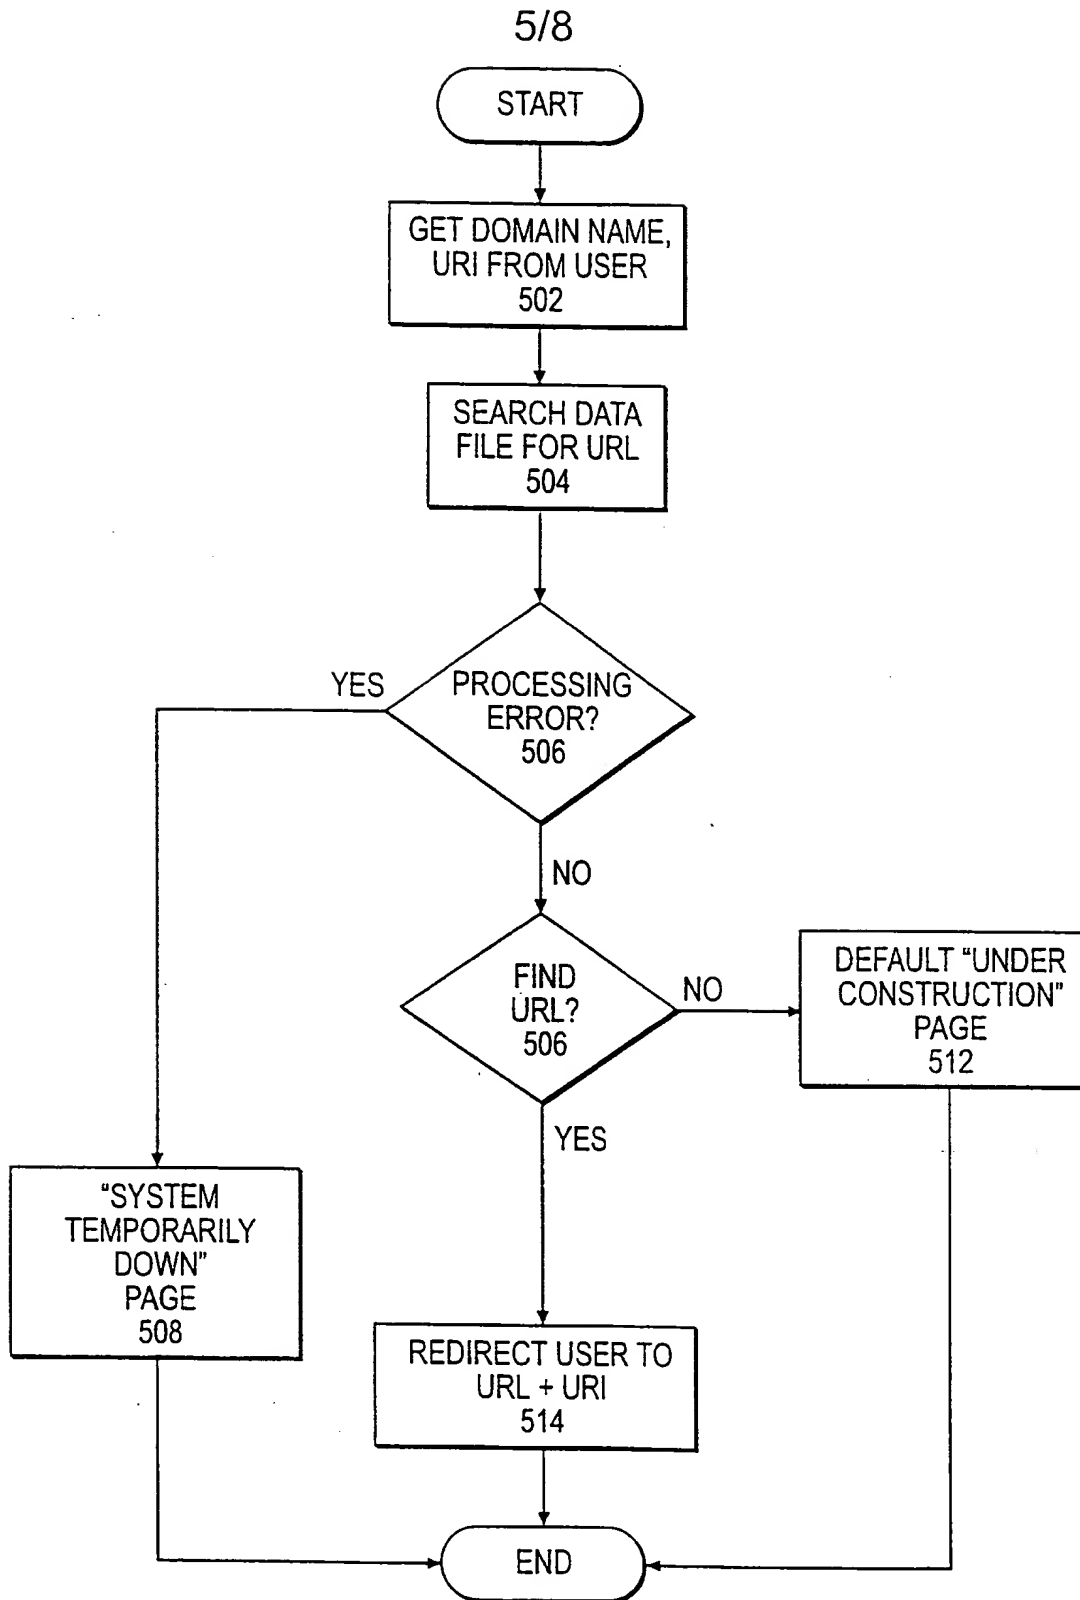 5/8
START
GET DOMAIN NAME,
URI FROM USER
502
SEARCH DATA
FILE FOR URL
504
YES
PROCESSING
ERROR?
506
NO
FIND
URL?
506
NO
DEFAULT "UNDER
CONSTRUCTION"
PAGE
512
YES
"SYSTEM
TEMPORARILY
DOWN"
PAGE
508
REDIRECT USER TO
URL + URI
514
END